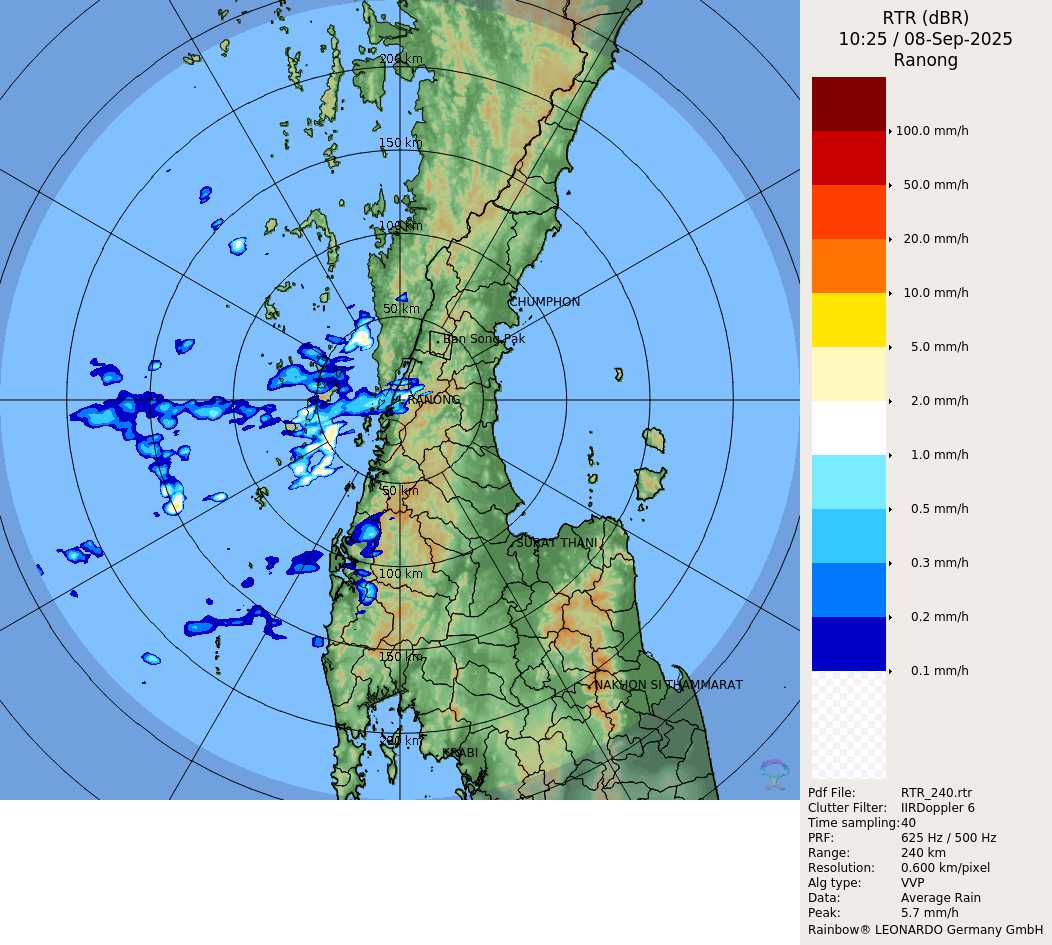 RTR (dBR)
10:25 / 08-Sep-2025
Ranong
100.0 mm/h
50.0 mm/h
20.0 mm/h
10.0 mm/h
5.0 mm/h
2.0 mm/h
1.0 mm/h
0.5 mm/h
0.3 mm/h
0.2 mm/h
0.1 mm/h
200 km
150 km
100 km
50 km
CHUMPHON
Ban Song Pak
RANONG
50 km
SURAT THANI
100 km
150 km
NAKHON SI THAMMARAT
200 km
KRABI
Pdf File: RTR_240.rtr
Clutter Filter: IIRDoppler 6
Time sampling:40
PRF: 625 Hz / 500 Hz
Range: 240 km
Resolution: 0.600 km/pixel
Alg type: VVP
Data: Average Rain
Peak: 5.7 mm/h
Rainbow® LEONARDO Germany GmbH